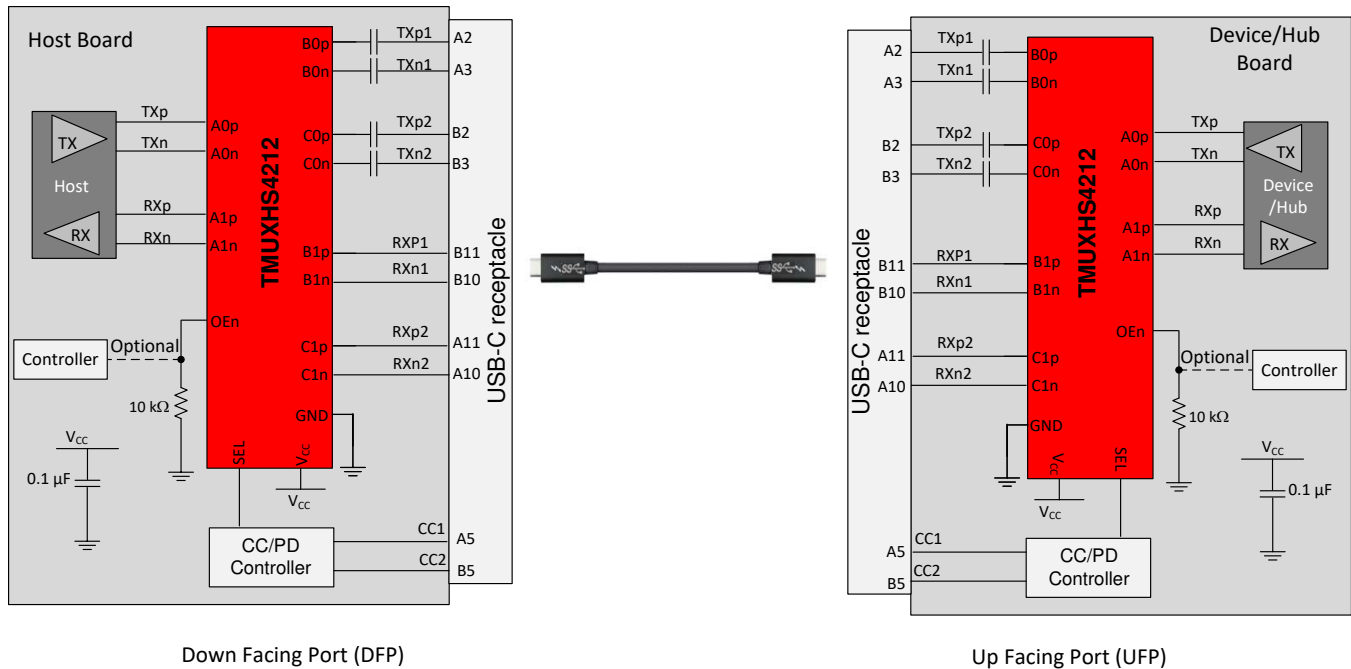 Host Board
TX
Host
RX
TXp
TXn
RXp
RXn
A0p
A0n
A1p
A1n
OEn
TMUXHS4212
B0p
B0n
C0p
C0n
B1p
B1n
C1p
C1n
GND
SEL
VCC
VCC
TXp1
TXn1
TXp2
TXn2
RXP1
RXn1
RXp2
RXn2
A2
A3
B2
B3
B11
B10
A11
A10
USB-C receptacle
Controller
Optional
10 kΩ
VCC
0.1 µF
CC/PD
Controller
CC1
CC2
A5
B5
Down Facing Port (DFP)
SS
SS
Device/Hub
Board
USB-C receptacle
A2
A3
B2
B3
B11
B10
A11
A10
TXp1
TXn1
TXp2
TXn2
RXP1
RXn1
RXp2
RXn2
B0p
B0n
C0p
C0n
B1p
B1n
C1p
C1n
GND
VCC
SEL
VCC
TMUXHS4212
A0p
A0n
A1p
A1n
OEn
TXp
TXn
RXp
RXn
TX
Device
/Hub
RX
Optional
Controller
10 kΩ
VCC
0.1 µF
A5
B5
CC1
CC2
CC/PD
Controller
Up Facing Port (UFP)